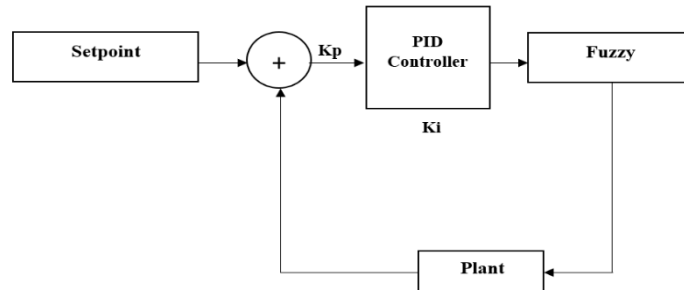 Setpoint
+
Kp
PID
Controller
Fuzzy
Ki
Plant